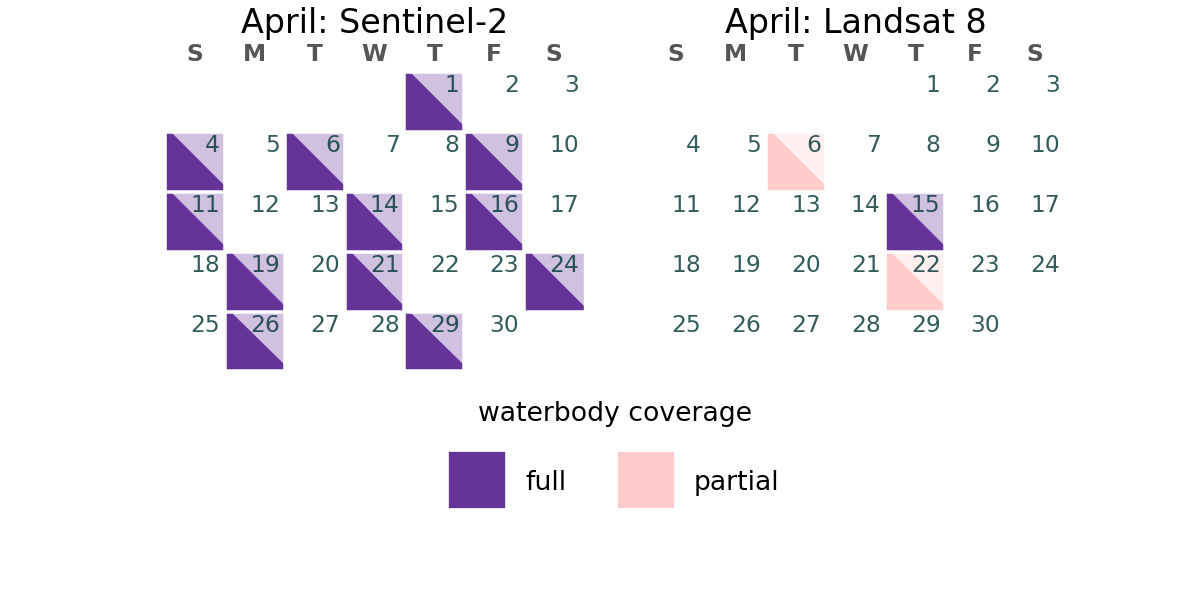 April: Sentinel-2
S M T W T F S
1 2 3
4 5 6 7 8 9 10
11 12 13 14 15 16 17
18 19 20 21 22 23 24
25 26 27 28 29 30
April: Landsat 8
S M T W T F S
1 2 3
4 5 6 7 8 9 10
11 12 13 14 15 16 17
18 19 20 21 22 23 24
25 26 27 28 29 30
waterbody coverage
full
partial